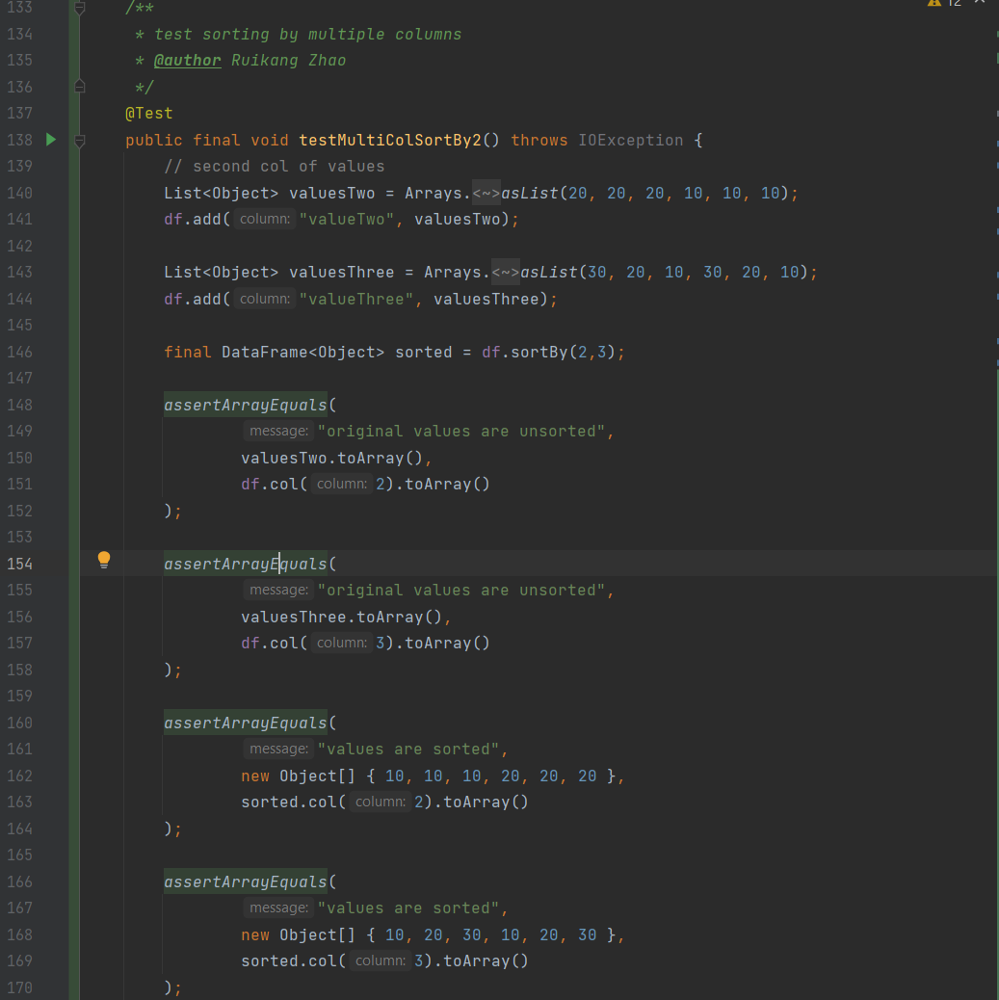 133 /**
12
134 * test sorting by multiple columns
135 * @author Ruikang Zhao
136 */
137 @Test
138 public final void testMultiColSortBy2() throws IOException {
139 // second col of values
140 List<Object> valuesTwo = Arrays.<~>asList(20, 20, 20, 10, 10, 10);
141 df.add( column: "valueTwo", valuesTwo);
142
143 List<Object> valuesThree = Arrays.<~>asList(30, 20, 10, 30, 20, 10);
144 df.add( column: "valueThree", valuesThree);
145
146 final DataFrame<Object> sorted = df.sortBy(2,3);
147
148 assertArrayEquals(
149 message: "original values are unsorted",
150 valuesTwo.toArray(),
151 df.col( column: 2).toArray()
152 );
153
154 assertArrayEquals(
155 message: "original values are unsorted",
156 valuesThree.toArray(),
157 df.col( column: 3).toArray()
158 );
159
160 assertArrayEquals(
161 message: "values are sorted",
162 new Object[] { 10, 10, 10, 20, 20, 20 },
163 sorted.col( column: 2).toArray()
164 );
165
166 assertArrayEquals(
167 message: "values are sorted",
168 new Object[] { 10, 20, 30, 10, 20, 30 },
169 sorted.col( column: 3).toArray()
170 );